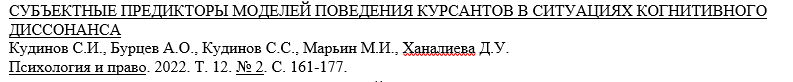 СУБЪЕКТНЫЕ ПРЕДИКТОРЫ МОДЕЛЕЙ ПОВЕДЕНИЯ КУРСАНТОВ В СИТУАЦИЯХ КОГНИТИВНОГО
ДИССОНАНСА
Кудинов С.И., Бурцев А.О., Кудинов С.С., Марьин М.И., Ханалиева Д.У.
Психология и право. 2022. Т. 12. № 2. С. 161-177.